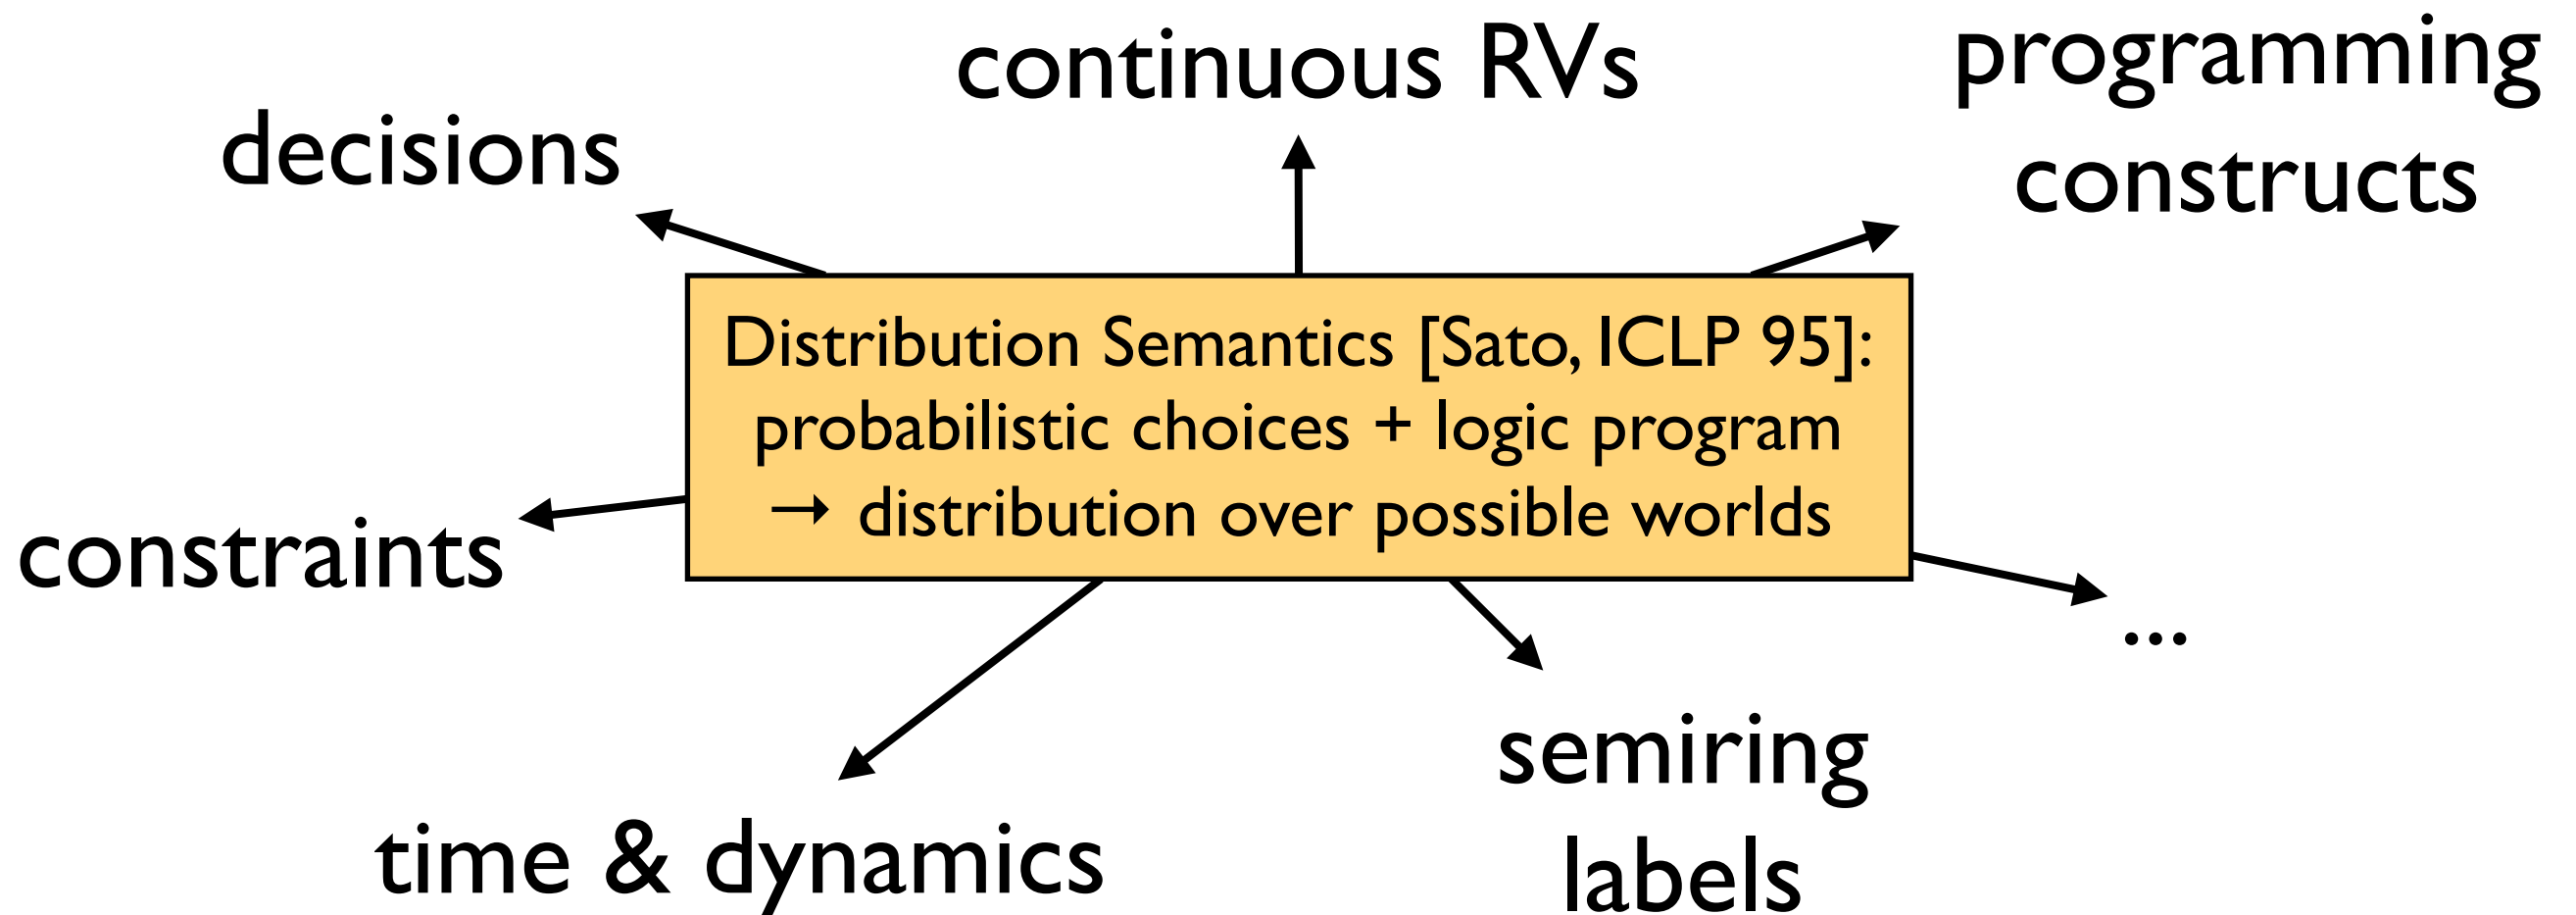 continuous RVs
programming
constructs
decisions
Distribution Semantics [Sato, ICLP 95]:
probabilistic choices + logic program
→ distribution over possible worlds
constraints
...
semiring
labels
time & dynamics